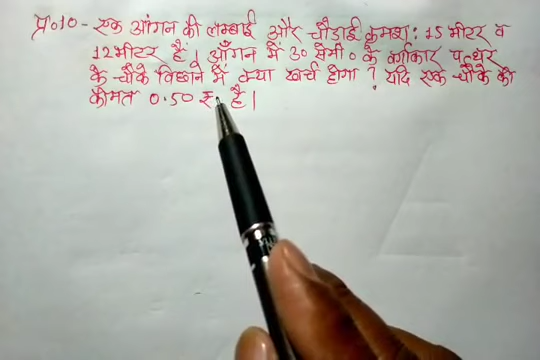 प्र०10- एक आंगन की लम्बाई और चौड़ाई क्रमश: 15 मीटर व
12 मीटर है। आँगन में 30 सेमी० के वर्गाकार पत्थर
के चौके बिछाने में क्या खर्च होगा ? यदि एक चौके की
कीमत 0.50 ₹ है।